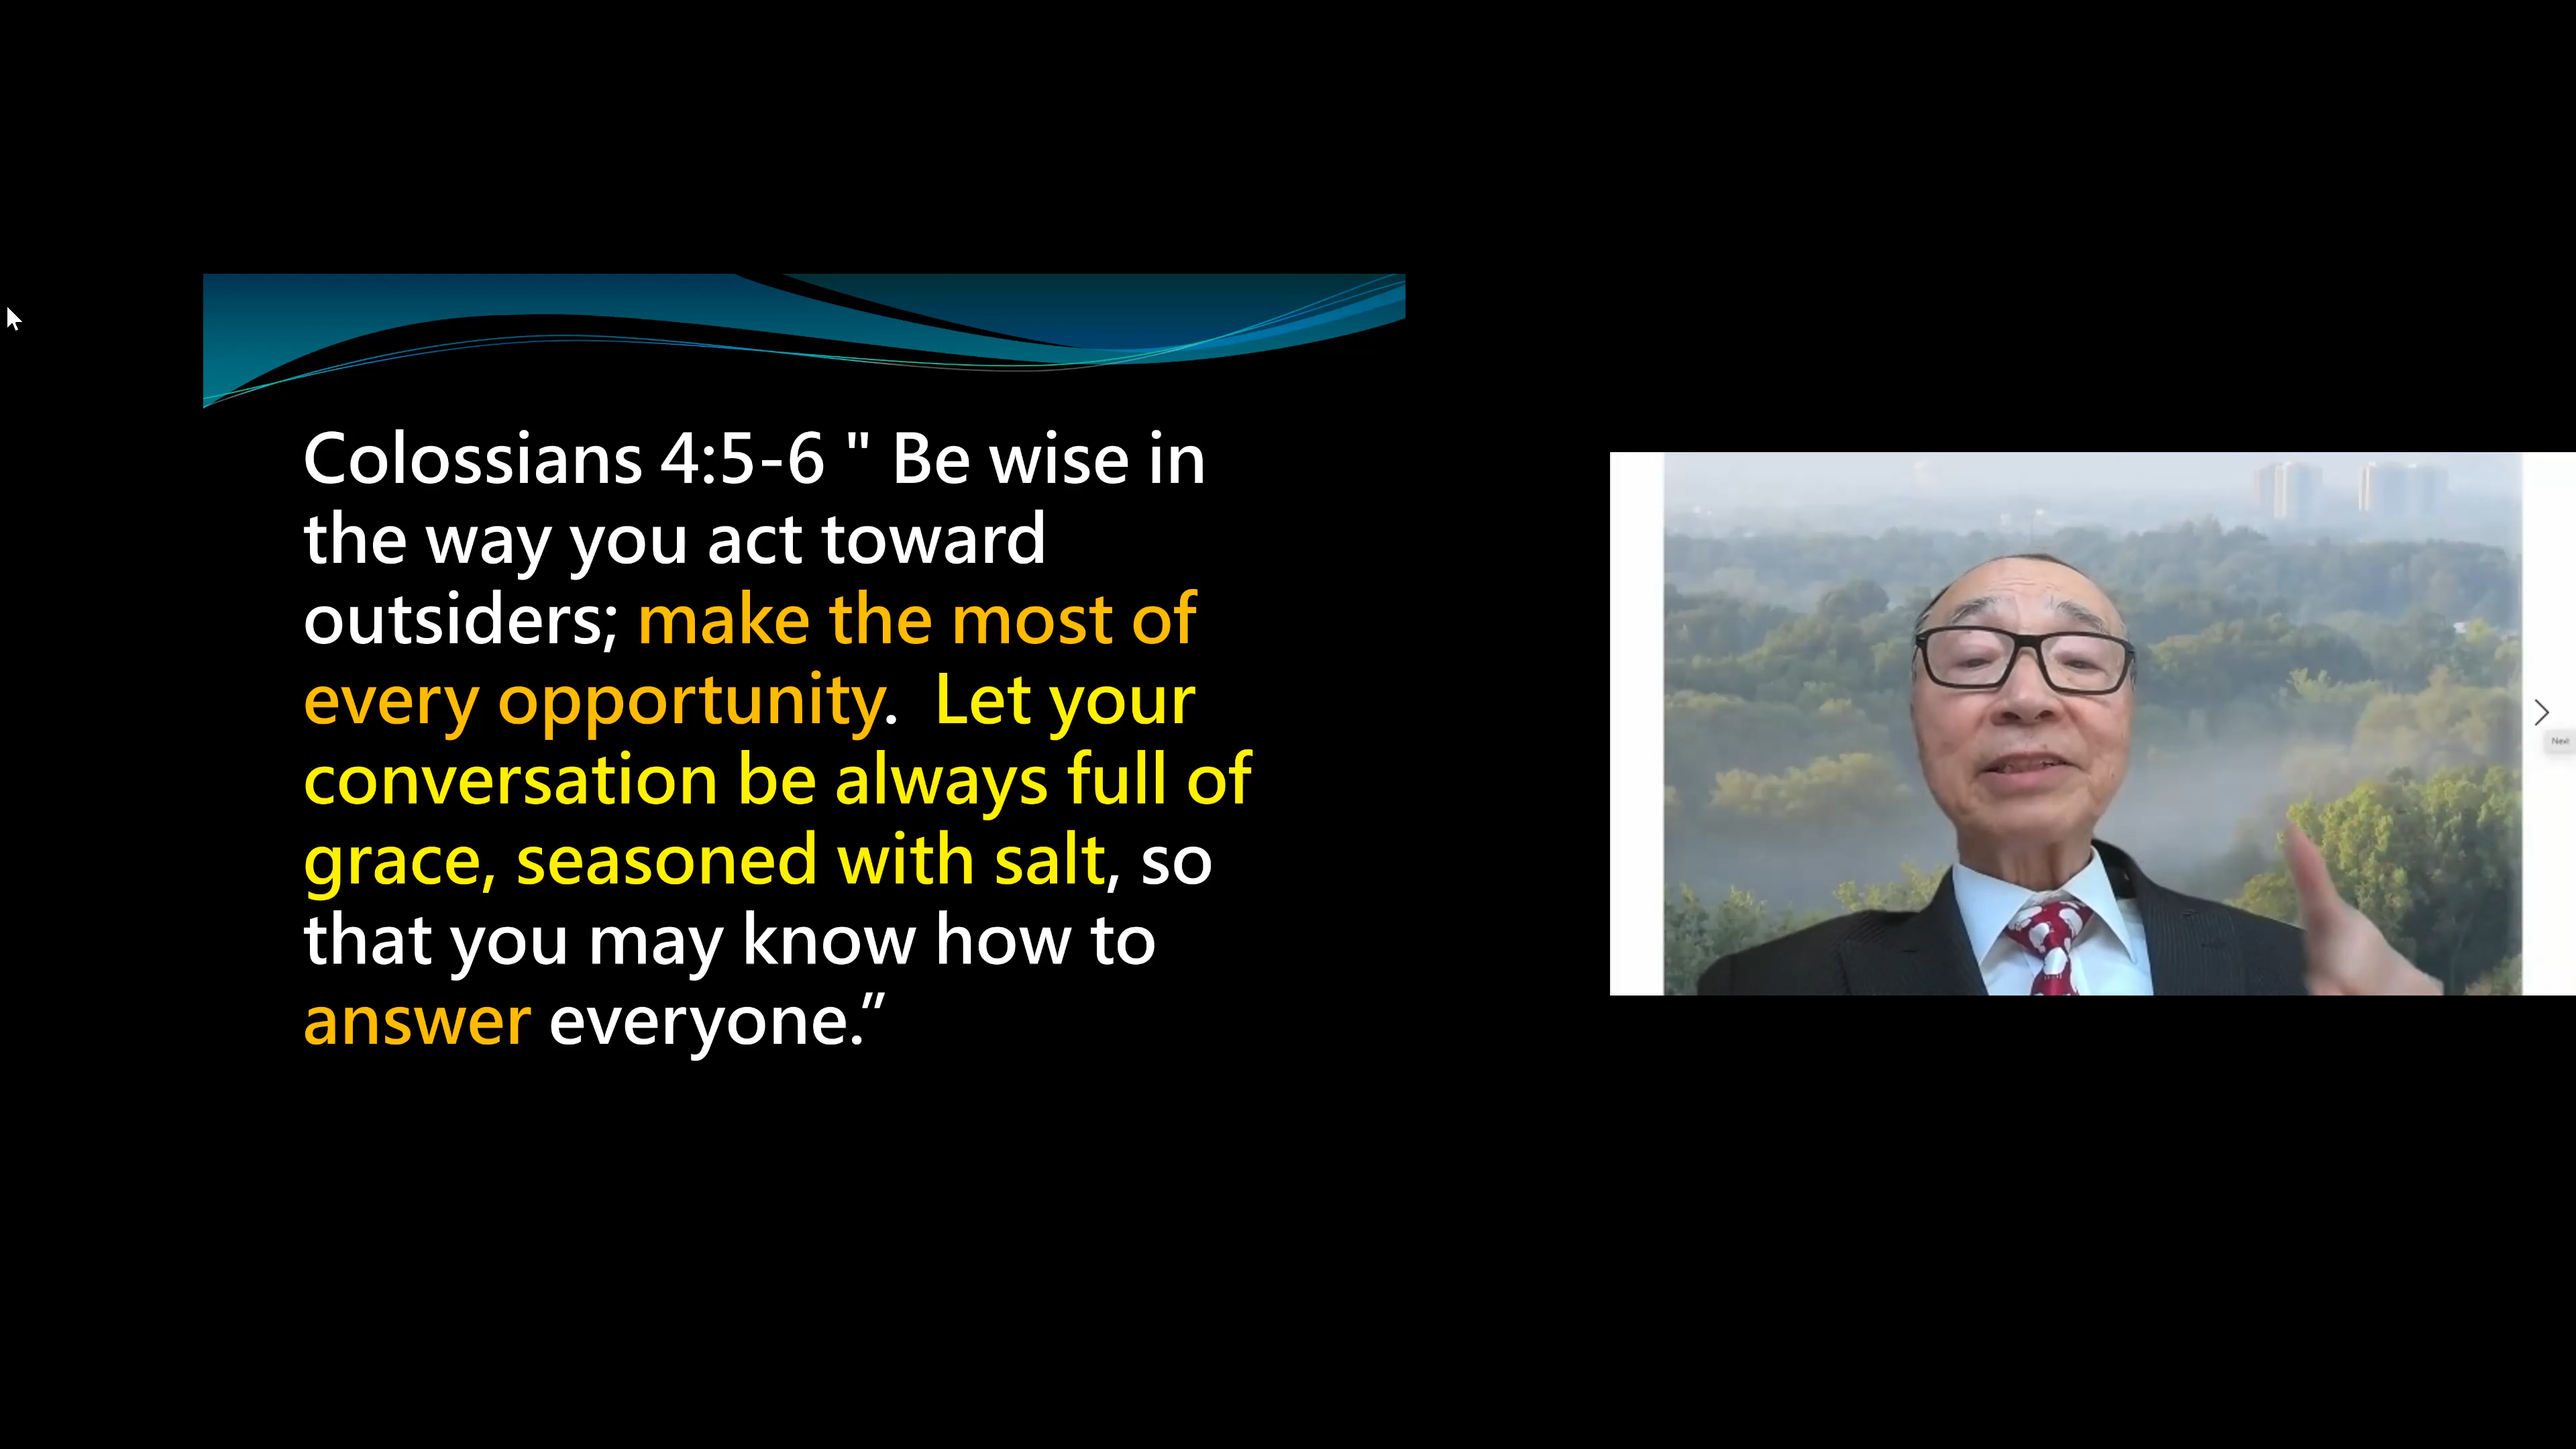 Colossians 4:5-6 " Be wise in
the way you act toward
outsiders; make the most of
every opportunity.  Let your
conversation be always full of
grace, seasoned with salt, so
that you may know how to
answer everyone.”
Next